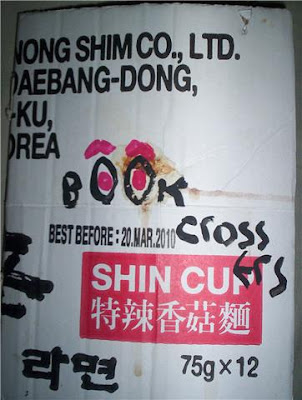 NONG SHIM CO., LTD.
DAEBANG-DONG,
-KU,
OREA
BOOK
cross
ers
BEST BEFORE : 20.MAR.2010
SHIN CUP
特辣香菇麵
라면
75g x 12